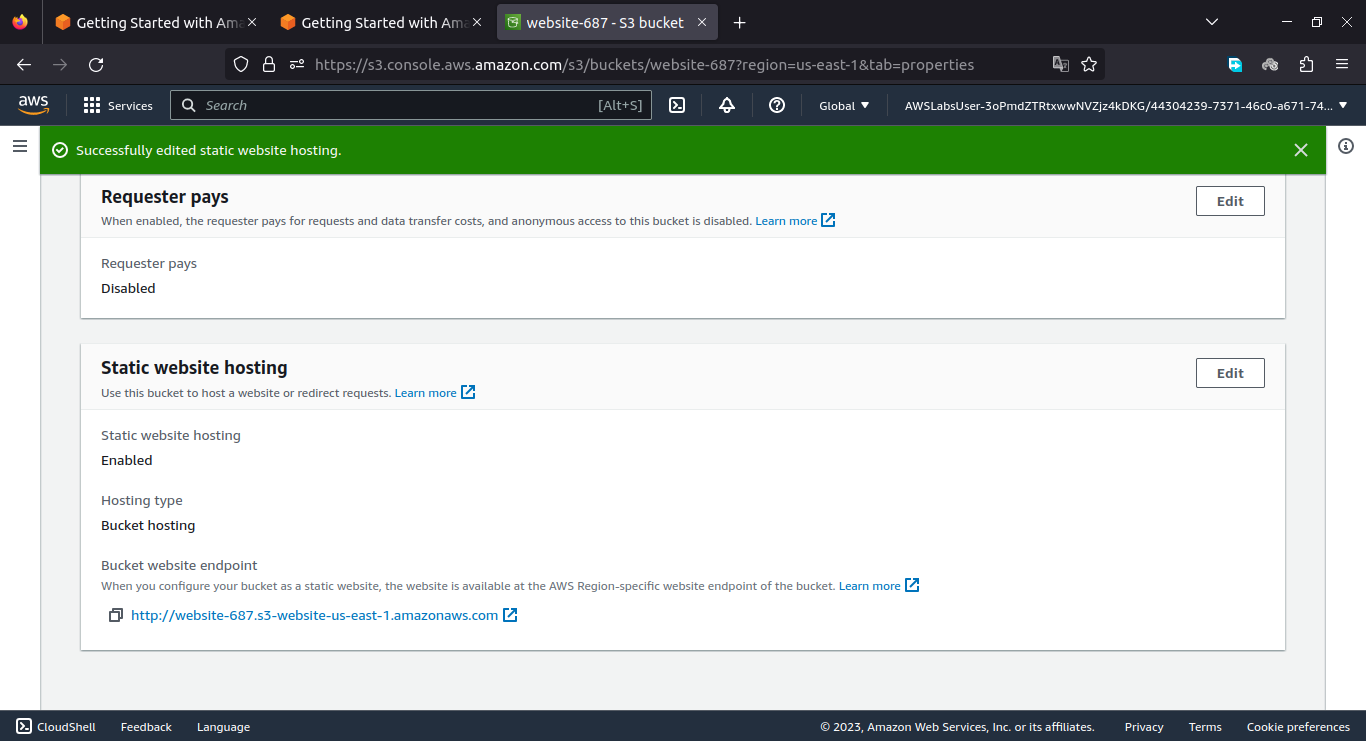 Getting Started with Ama
Getting Started with Ama
website-687 - S3 bucket
https://s3.console.aws.amazon.com/s3/buckets/website-687?region=us-east-1&tab=properties
aws
Services
Search
[Alt+S]
Global
AWSLabsUser-3oPmdZTRtxwwNVZjz4kDKG/44304239-7371-46c0-a671-74...
Successfully edited static website hosting.
Requester pays
Edit
When enabled, the requester pays for requests and data transfer costs, and anonymous access to this bucket is disabled. Learn more
Requester pays
Disabled
Static website hosting
Edit
Use this bucket to host a website or redirect requests. Learn more
Static website hosting
Enabled
Hosting type
Bucket hosting
Bucket website endpoint
When you configure your bucket as a static website, the website is available at the AWS Region-specific website endpoint of the bucket. Learn more
http://website-687.s3-website-us-east-1.amazonaws.com
CloudShell
Feedback
Language
© 2023, Amazon Web Services, Inc. or its affiliates.
Privacy
Terms
Cookie preferences